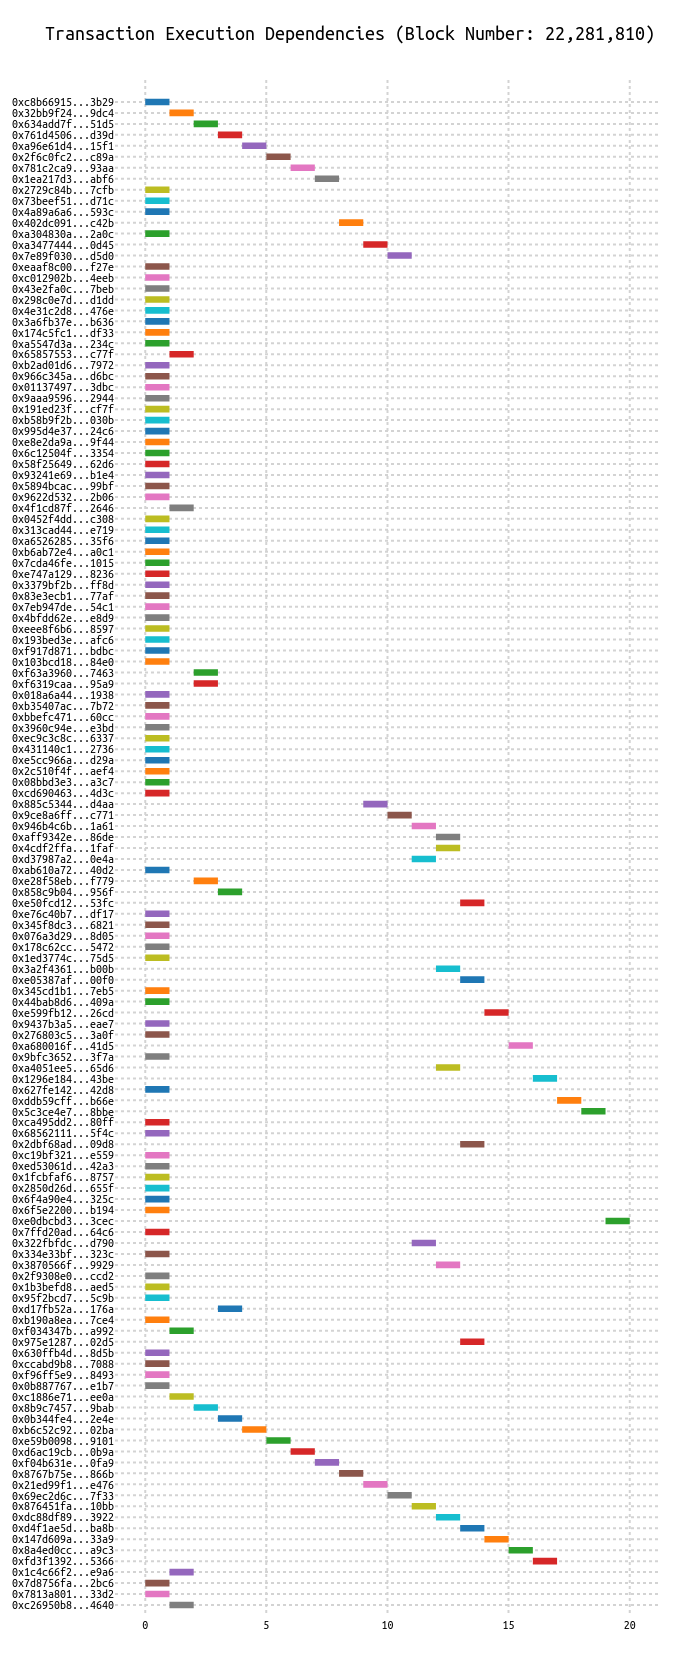 Transaction Execution Dependencies (Block Number: 22,281,810)
0xc8b66915...3b29
0x32bb9f24...9dc4
0x634add7f...51d5
0x761d4506...d39d
0xa96e61d4...15f1
0x2f6c0fc2...c89a
0x781c2ca9...93aa
0x1ea217d3...abf6
0x2729c84b...7cfb
0x73beef51...d71c
0x4a89a6a6...593c
0x402dc091...c42b
0xa304830a...2a0c
0xa3477444...0d45
0x7e89f030...d5d0
0xeaaf8c00...f27e
0xc012902b...4eeb
0x43e2fa0c...7beb
0x298c0e7d...d1dd
0x4e31c2d8...476e
0x3a6fb37e...b636
0x174c5fc1...df33
0xa5547d3a...234c
0x65857553...c77f
0xb2ad01d6...7972
0x966c345a...d6bc
0x01137497...3dbc
0x9aaa9596...2944
0x191ed23f...cf7f
0xb58b9f2b...030b
0x995d4e37...24c6
0xe8e2da9a...9f44
0x6c12504f...3354
0x58f25649...62d6
0x93241e69...b1e4
0x5894bcac...99bf
0x9622d532...2b06
0x4f1cd87f...2646
0x0452f4dd...c308
0x313cad44...e719
0xa6526285...35f6
0xb6ab72e4...a0c1
0x7cda46fe...1015
0xe747a129...8236
0x3379bf2b...ff8d
0x83e3ecb1...77af
0x7eb947de...54c1
0x4bfdd62e...e8d9
0xeee8f6b6...8597
0x193bed3e...afc6
0xf917d871...bdbc
0x103bcd18...84e0
0xf63a3960...7463
0xf6319caa...95a9
0x018a6a44...1938
0xb35407ac...7b72
0xbbefc471...60cc
0x3960c94e...e3bd
0xec9c3c8c...6337
0x431140c1...2736
0xe5cc966a...d29a
0x2c510f4f...aef4
0x08bbd3e3...a3c7
0xcd690463...4d3c
0x885c5344...d4aa
0x9ce8a6ff...c771
0x946b4c6b...1a61
0xaff9342e...86de
0x4cdf2ffa...1faf
0xd37987a2...0e4a
0xab610a72...40d2
0xe28f58eb...f779
0x858c9b04...956f
0xe50fcd12...53fc
0xe76c40b7...df17
0x345f8dc3...6821
0x076a3d29...8d05
0x178c62cc...5472
0x1ed3774c...75d5
0x3a2f4361...b00b
0xe05387af...00f0
0x345cd1b1...7eb5
0x44bab8d6...409a
0xe599fb12...26cd
0x9437b3a5...eae7
0x276803c5...3a0f
0xa680016f...41d5
0x9bfc3652...3f7a
0xa4051ee5...65d6
0x1296e184...43be
0x627fe142...42d8
0xddb59cff...b66e
0x5c3ce4e7...8bbe
0xca495dd2...80ff
0x68562111...5f4c
0x2dbf68ad...09d8
0xc19bf321...e559
0xed53061d...42a3
0x1fcbfaf6...8757
0x2850d26d...655f
0x6f4a90e4...325c
0x6f5e2200...b194
0xe0dbcbd3...3cec
0x7ffd20ad...64c6
0x322fbfdc...d790
0x334e33bf...323c
0x3870566f...9929
0x2f9308e0...ccd2
0x1b3befd8...aed5
0x95f2bcd7...5c9b
0xd17fb52a...176a
0xb190a8ea...7ce4
0xf034347b...a992
0x975e1287...02d5
0x630ffb4d...8d5b
0xccabd9b8...7088
0xf96ff5e9...8493
0x0b887767...e1b7
0xc1886e71...ee0a
0x8b9c7457...9bab
0x0b344fe4...2e4e
0xb6c52c92...02ba
0xe59b0098...9101
0xd6ac19cb...0b9a
0xf04b631e...0fa9
0x8767b75e...866b
0x21ed99f1...e476
0x69ec2d6c...7f33
0x876451fa...10bb
0xdc88df89...3922
0xd4f1ae5d...ba8b
0x147d609a...33a9
0x8a4ed0cc...a9c3
0xfd3f1392...5366
0x1c4c66f2...e9a6
0x7d8756fa...2bc6
0x7813a801...33d2
0xc26950b8...4640
0 5 10 15 20